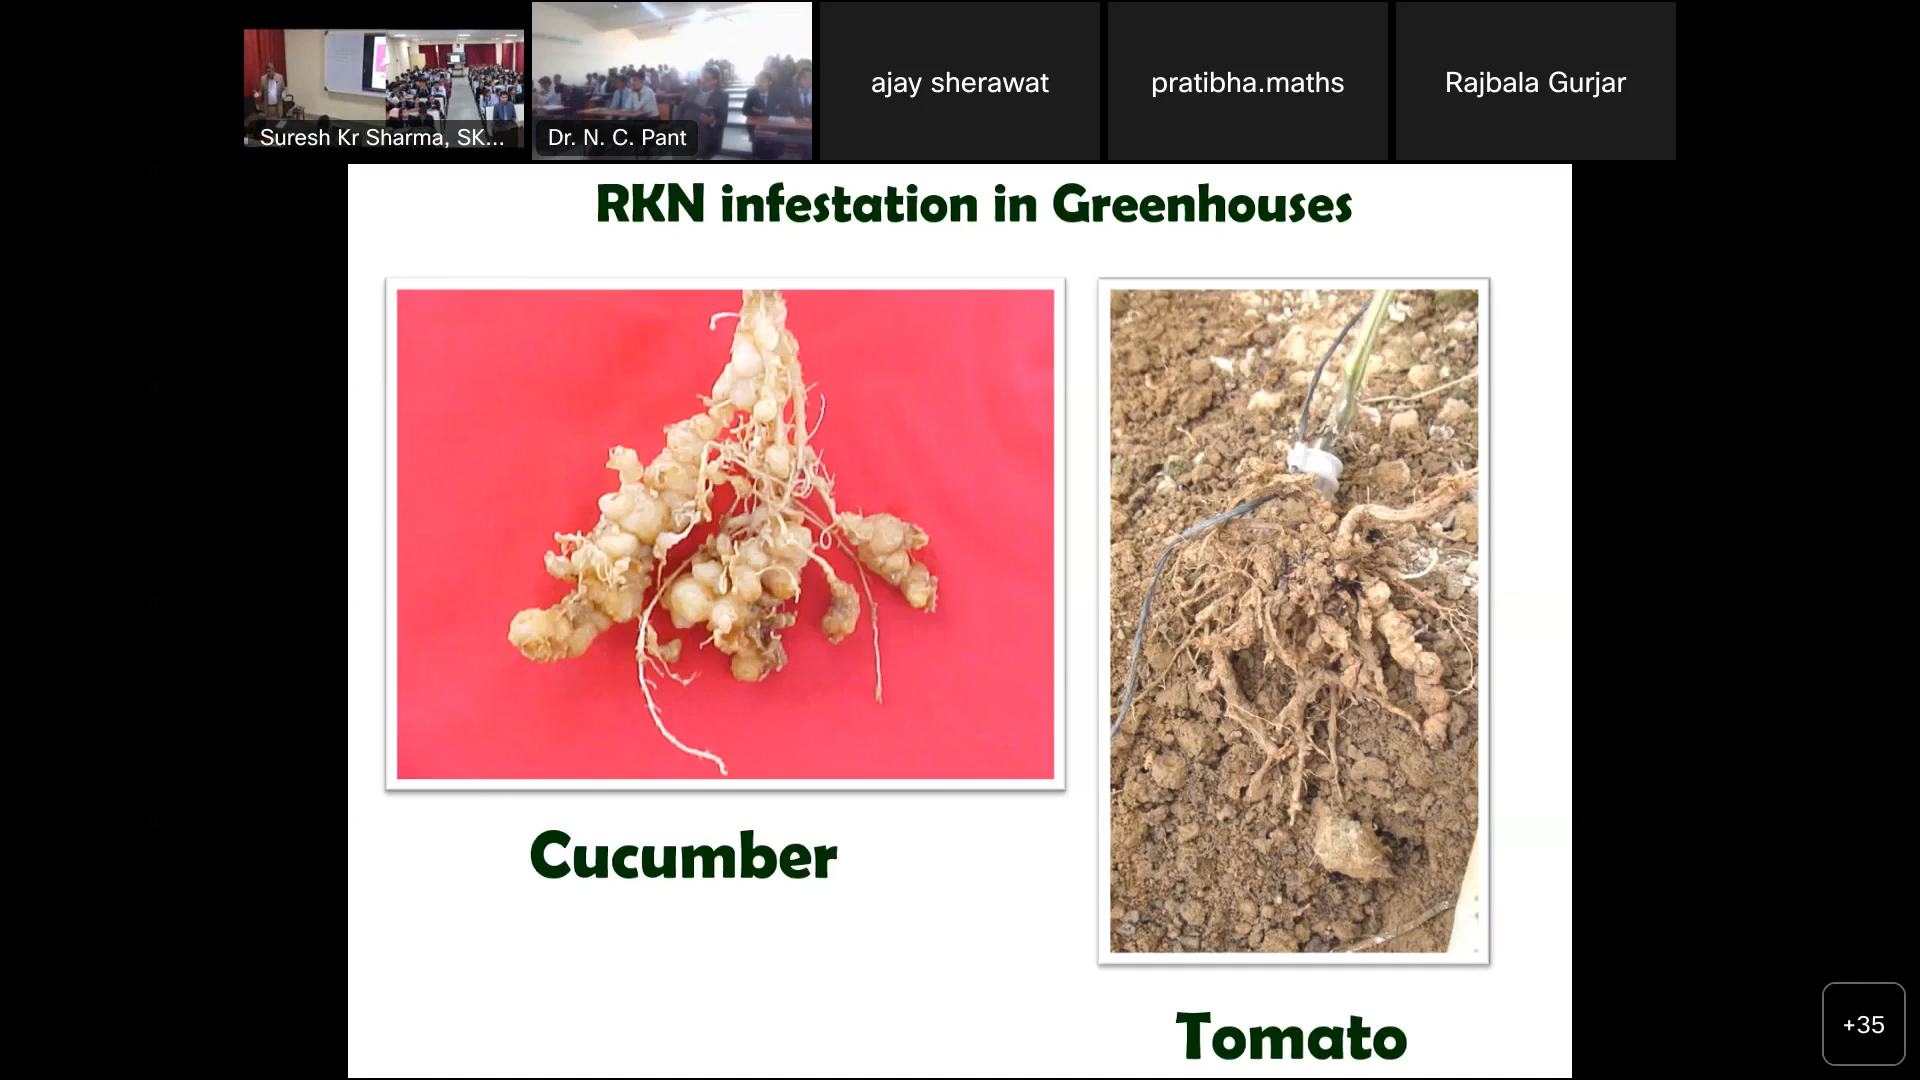 Suresh Kr Sharma, SK...
Dr. N. C. Pant
ajay sherawat
pratibha.maths
Rajbala Gurjar
RKN infestation in Greenhouses
Cucumber
Tomato
+35